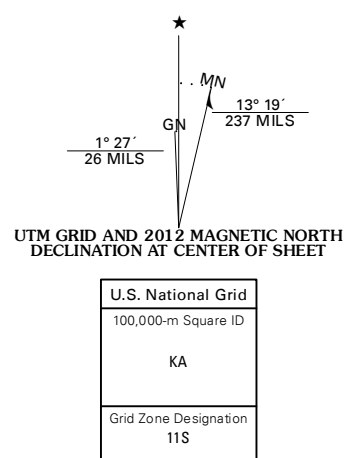 ★
MN
GN
13° 19´
237 MILS
1° 27´
26 MILS
UTM GRID AND 2012 MAGNETIC NORTH
DECLINATION AT CENTER OF SHEET
U.S. National Grid
100,000-m Square ID
KA
Grid Zone Designation
11S